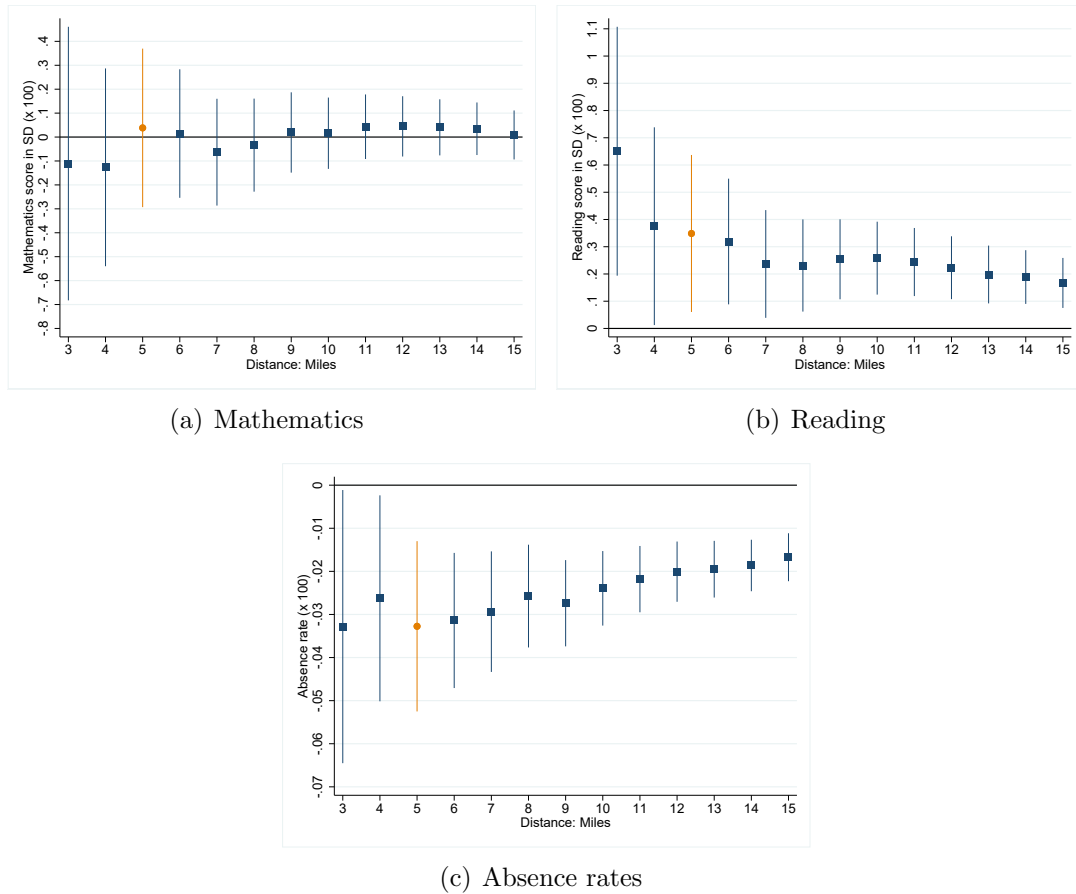 .4
.3
.2
.1
0
-.1
-.2
-.3
-.4
-.5
-.6
-.7
-.8
Mathematics score in SD (x 100)
3 4 5 6 7 8 9 10 11 12 13 14 15
Distance: Miles
(a) Mathematics
1.1
1
.9
.8
.7
.6
.5
.4
.3
.2
.1
0
Reading score in SD (x 100)
3 4 5 6 7 8 9 10 11 12 13 14 15
Distance: Miles
(b) Reading
0
-.01
-.02
-.03
-.04
-.05
-.06
-.07
Absence rate (x 100)
3 4 5 6 7 8 9 10 11 12 13 14 15
Distance: Miles
(c) Absence rates